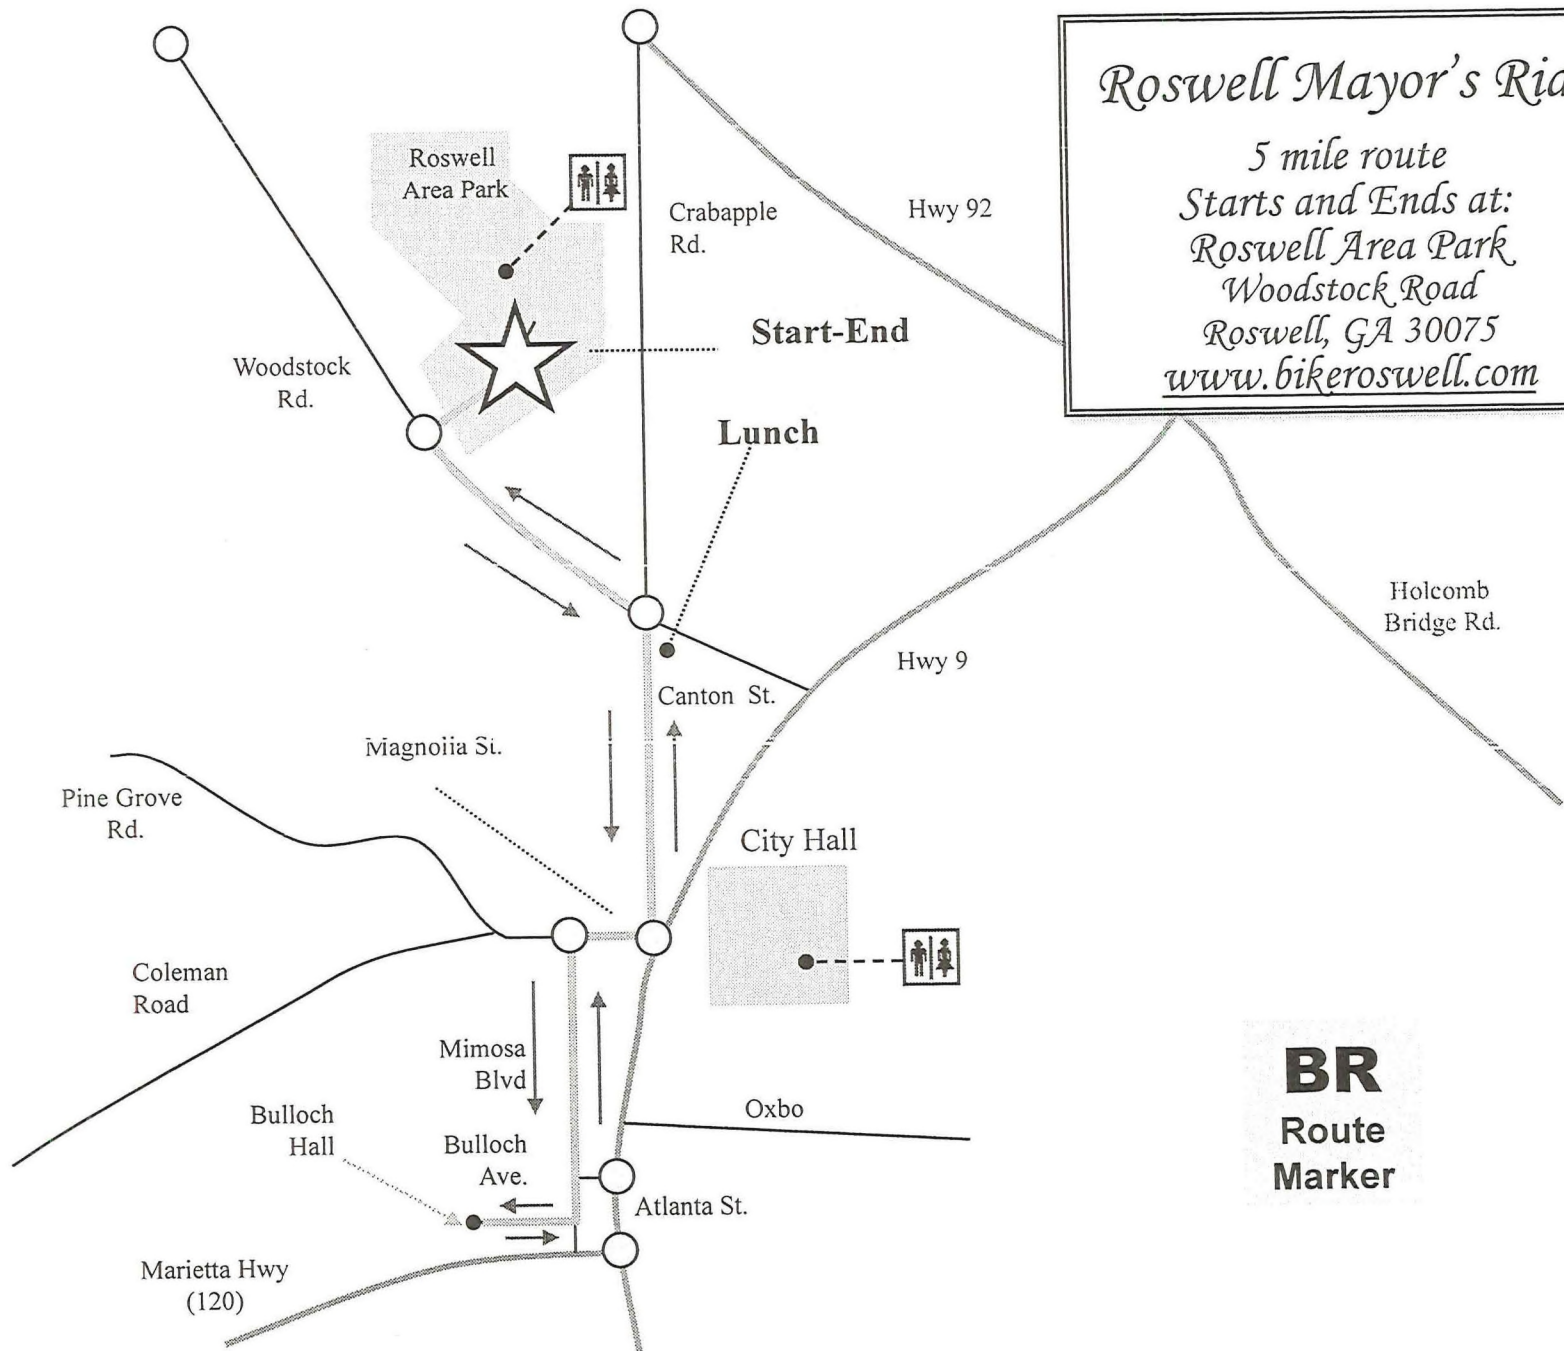 Roswell Mayor's Rid
5 mile route
Starts and Ends at:
Roswell Area Park
Woodstock Road
Roswell, GA 30075
www.bikeroswell.com
Roswell
Area Park
Crabapple
Rd.
Hwy 92
Start-End
Woodstock
Rd.
Lunch
Holcomb
Bridge Rd.
Hwy 9
Canton St.
Magnolia St.
Pine Grove
Rd.
City Hall
Coleman
Road
Mimosa
Blvd
Oxbo
Bulloch
Hall
Bulloch
Ave.
Atlanta St.
Marietta Hwy
(120)
BR
Route
Marker